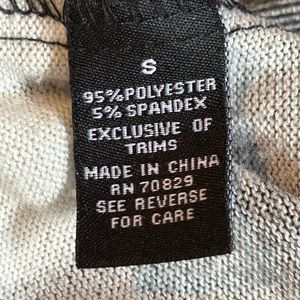 S
95%POLYESTER
5% SPANDEX
EXCLUSIVE OF
TRIMS
MADE IN CHINA
RN 70829
SEE REVERSE
FOR CARE